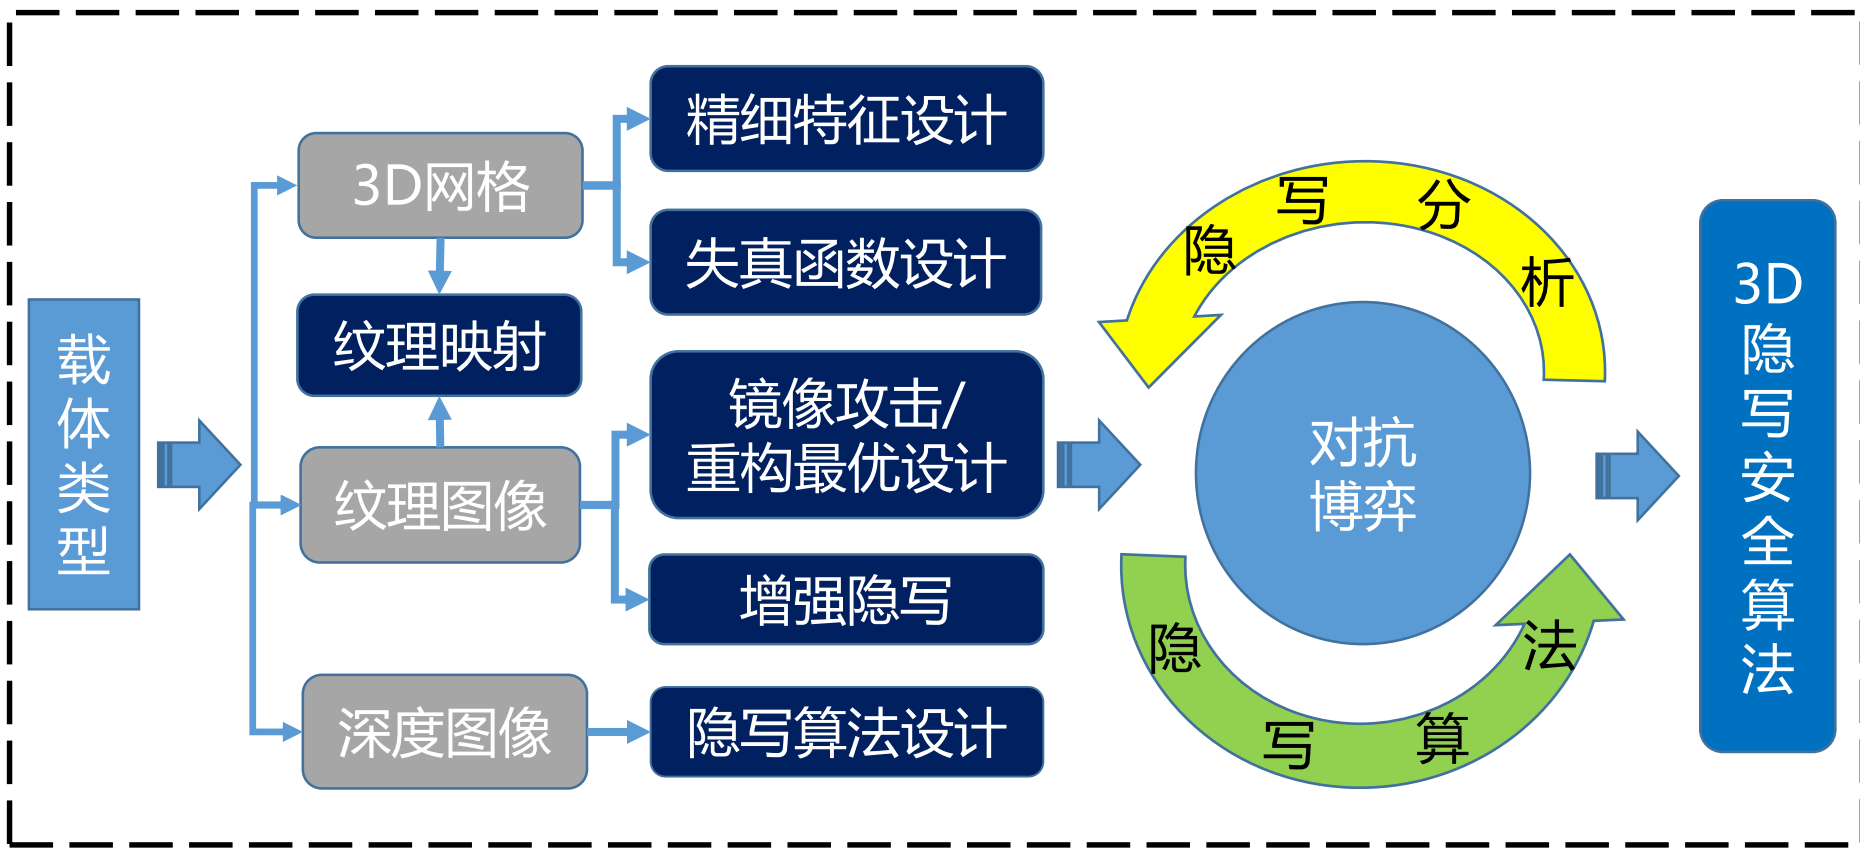 载体类型
3D网格
纹理映射
纹理图像
深度图像
精细特征设计
失真函数设计
镜像攻击/
重构最优设计
增强隐写
隐写算法设计
隐写分析
对抗
博弈
隐写算法
3D
隐
写
安
全
算
法